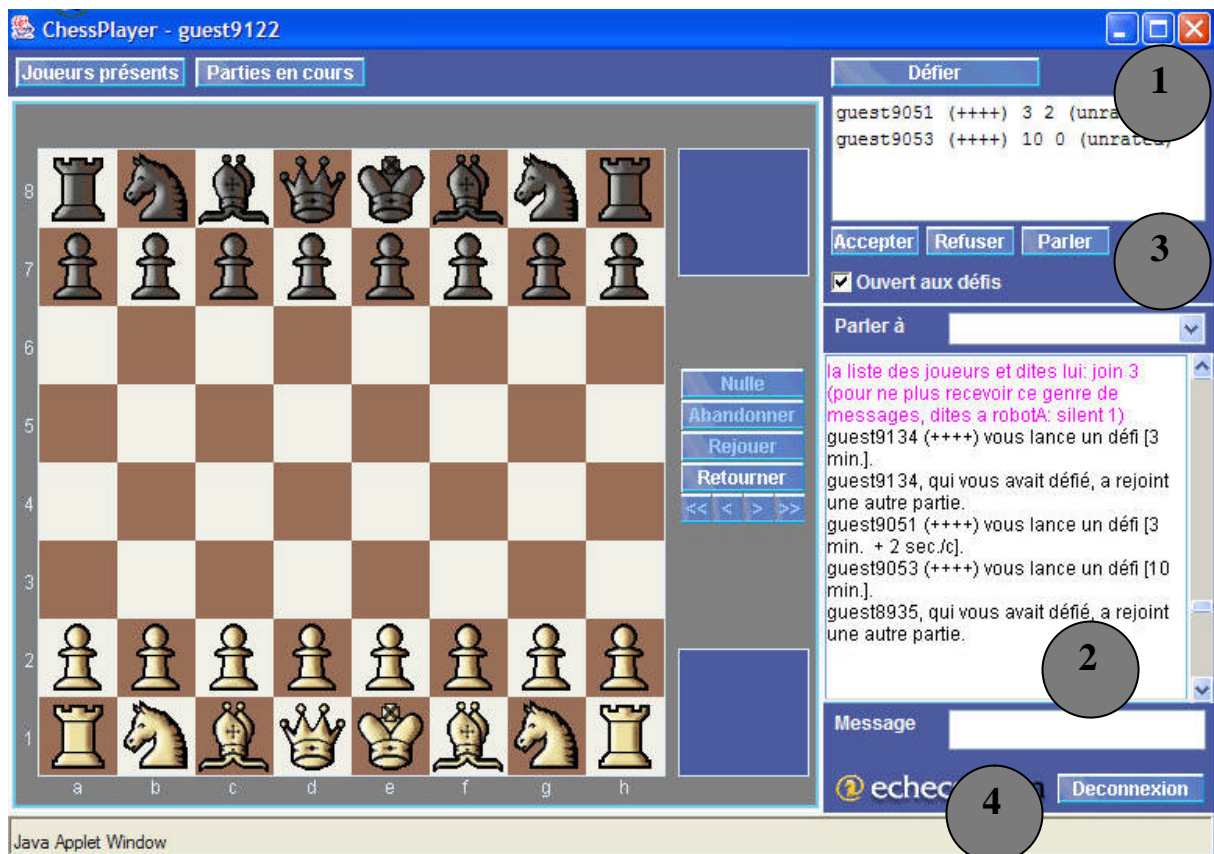 ChessPlayer - guest9122
Joueurs présents Parties en cours
Défier
1
guest9051 (++++) 3 2
guest9053 (++++) 10 0
Accepter Refuser Parler
3
Ouvert aux défis
Parler à
la liste des joueurs et dites lui: join 3
(pour ne plus recevoir ce genre de
messages, dites a robotA: silent 1)
guest9134 (++++) vous lance un défi [3
min.].
guest9134, qui vous avait défié, a rejoint
une autre partie.
guest9051 (++++) vous lance un défi [3
min. + 2 sec./c].
guest9053 (++++) vous lance un défi [10
min.].
guest8935, qui vous avait défié, a rejoint
une autre partie.
2
Message
Deconnexion
4
8
7
6
5
4
3
2
1
a b c d e f g h
Nulle
Abandonner
Rejouer
Retourner
<< < > >>
Java Applet Window